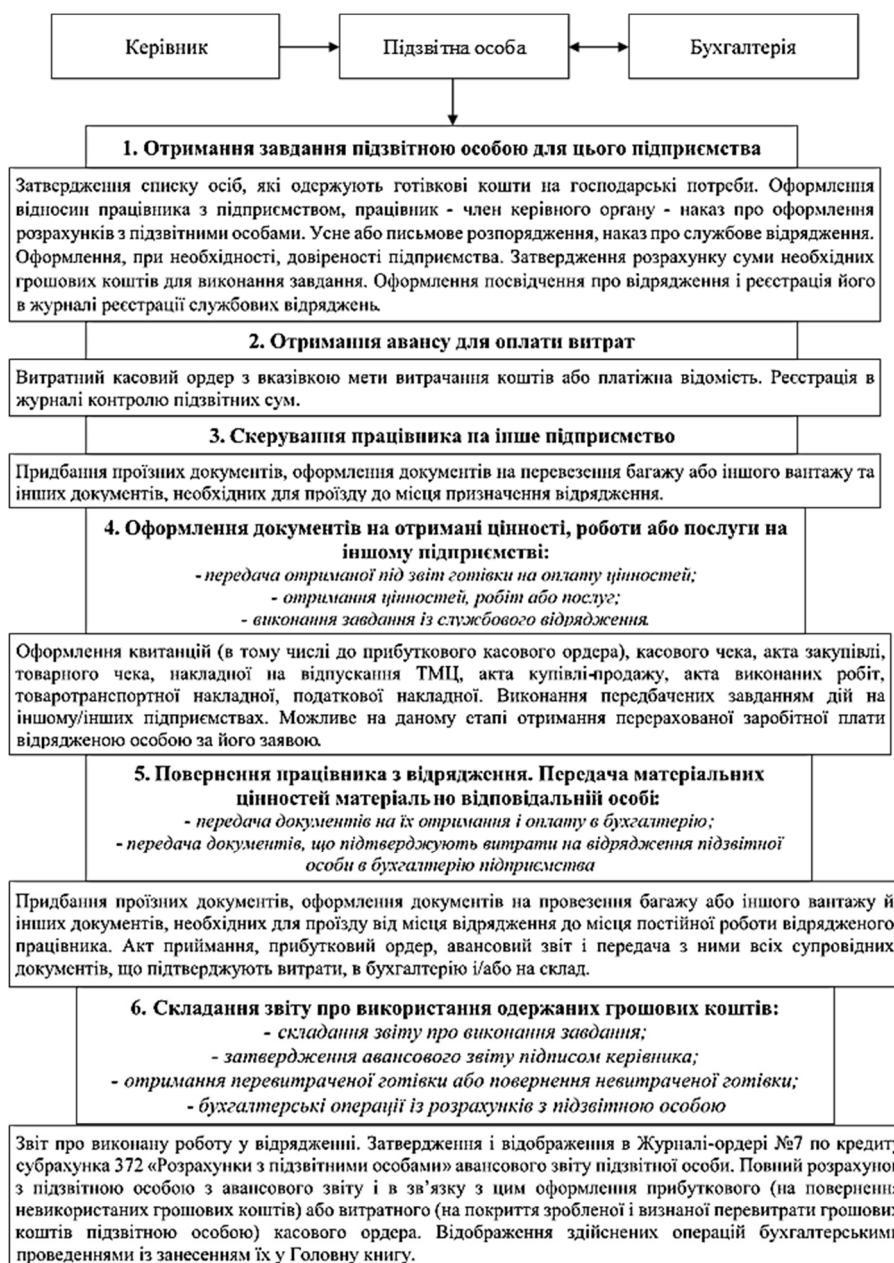 Керівник
Підзвітна особа
Бухгалтерія
1. Отримання завдання підзвітною особою для цього підприємства
Затвердження списку осіб, які одержують готівкові кошти на господарські потреби. Оформлення
відносин працівника з підприємством, працівник - член керівного органу - наказ про оформлення
розрахунків з підзвітними особами. Усне або письмове розпорядження, наказ про службове відрядження.
Оформлення, при необхідності, довіреності підприємства. Затвердження розрахунку суми необхідних
грошових коштів для виконання завдання. Оформлення посвідчення про відрядження і реєстрація його
в журналі реєстрації службових відряджень.
2. Отримання авансу для оплати витрат
Витратний касовий ордер з вказівкою мети витрачання коштів або платіжна відомість. Реєстрація в
журналі контролю підзвітних сум.
3. Скерування працівника на інше підприємство
Придбання проїзних документів, оформлення документів на перевезення багажу або іншого вантажу та
інших документів, необхідних для проїзду до місця призначення відрядження.
4. Оформлення документів на отримані цінності, роботи або послуги на
іншому підприємстві:
- передача отриманої під звіт готівки на оплату цінностей;
- отримання цінностей, робіт або послуг;
- виконання завдання із службового відрядження.
Оформлення квитанцій (в тому числі до прибуткового касового ордера), касового чека, акта закупівлі,
товарного чека, накладної на відпускання ТМЦ, акта купівлі-продажу, акта виконаних робіт,
товаротранспортної накладної, податкової накладної. Виконання передбачених завданням дій на
іншому/інших підприємствах. Можливе на даному етапі отримання перерахованої заробітної плати
відрядженою особою за його заявою.
5. Повернення працівника з відрядження. Передача матеріальних
цінностей матеріально відповідальній особі:
- передача документів на їх отримання і оплату в бухгалтерію;
- передача документів, що підтверджують витрати на відрядження підзвітної
особи в бухгалтерію підприємства
Придбання проїзних документів, оформлення документів на провезення багажу або іншого вантажу й
інших документів, необхідних для проїзду від місця відрядження до місця постійної роботи відрядженого
працівника. Акт приймання, прибутковий ордер, авансовий звіт і передача з ними всіх супровідних
документів, що підтверджують витрати, в бухгалтерію і/або на склад.
6. Складання звіту про використання одержаних грошових коштів:
- складання звіту про виконання завдання;
- затвердження авансового звіту підписом керівника;
- отримання перевитраченої готівки або повернення невитраченої готівки;
- бухгалтерські операції із розрахунків з підзвітною особою
Звіт про виконану роботу у відрядженні. Затвердження і відображення в Журналі-ордері №7 по кредиту
субрахунка 372 «Розрахунки з підзвітними особами» авансового звіту підзвітної особи. Повний розрахунок
з підзвітною особою з авансового звіту і в зв’язку з цим оформлення прибуткового (на повернення
невикористаних грошових коштів) або витратного (на покриття зробленої і визнаної перевитрати грошових
коштів підзвітною особою) касового ордера. Відображення здійснених операцій бухгалтерськими
проведеннями із занесенням їх у Головну книгу.